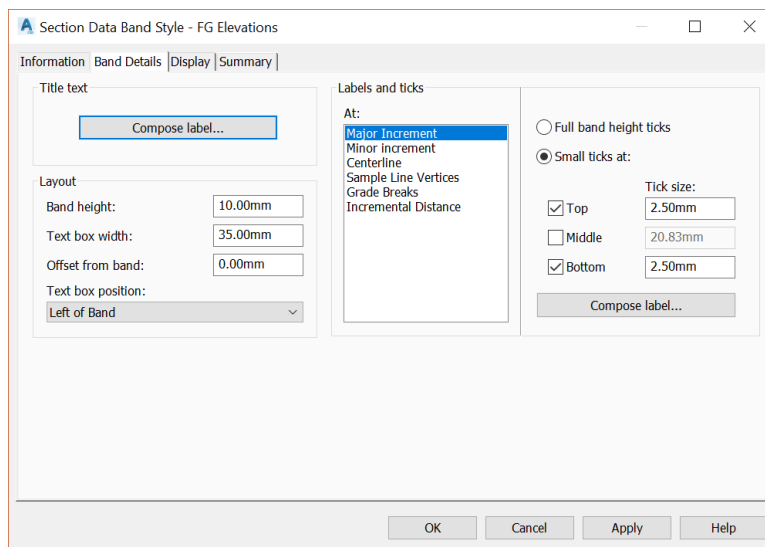 Section Data Band Style - FG Elevations
Information Band Details Display Summary
Title text
Compose label...
Layout
Band height: 10.00mm
Text box width: 35.00mm
Offset from band: 0.00mm
Text box position:
Left of Band
Labels and ticks
At:
Major Increment
Minor increment
Centerline
Sample Line Vertices
Grade Breaks
Incremental Distance
Full band height ticks
Small ticks at:
Tick size:
Top 2.50mm
Middle 20.83mm
Bottom 2.50mm
Compose label...
OK Cancel Apply Help